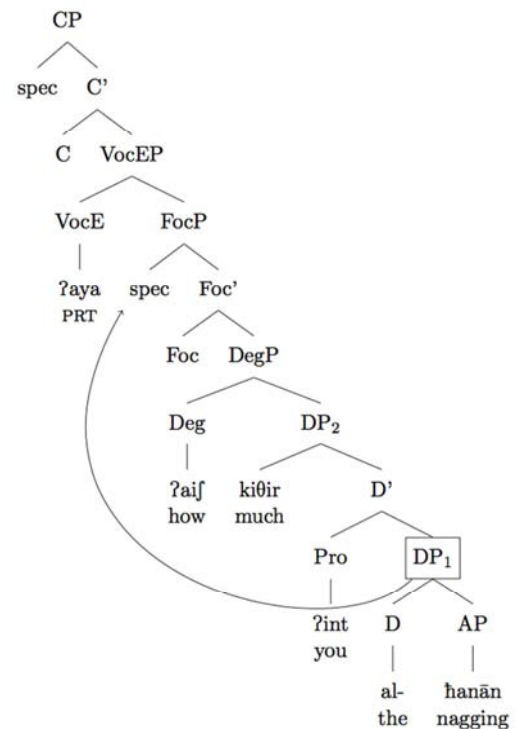 CP
spec C’
C VocEP
VocE FocP
ʔaya spec Foc’
PRT
Foc DegP
Deg DP₂
ʔaiʃ kiθir D’
how much
Pro DP₁
ʔint D AP
you
al- ħanān
the nagging